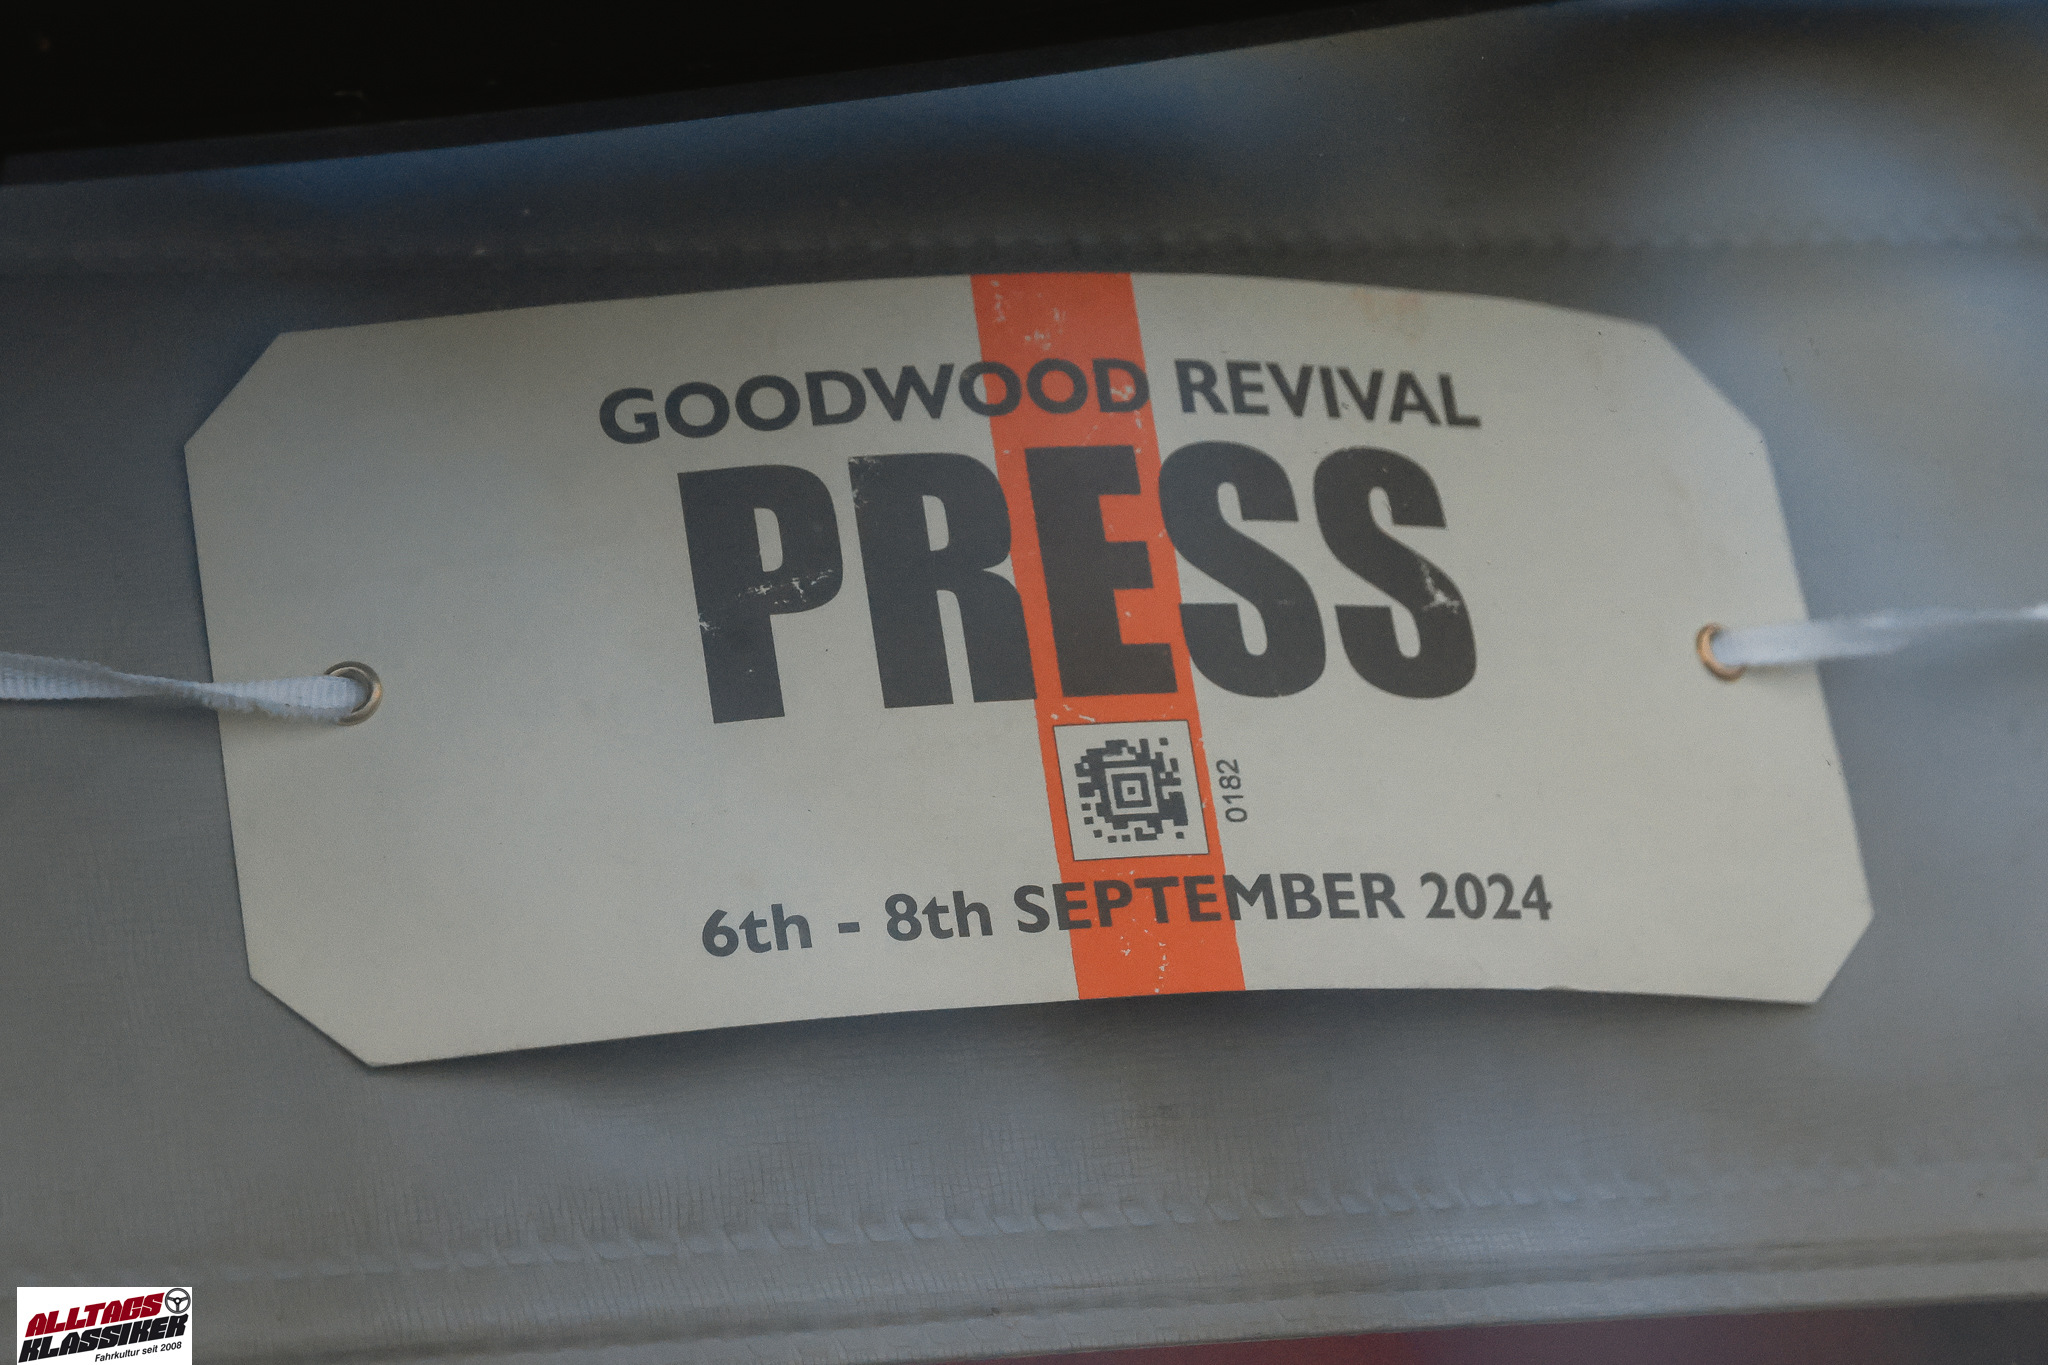 GOODWOOD REVIVAL
PRESS
0182
6th - 8th SEPTEMBER 2024
ALLTAGS
KLASSIKER
Fahrkultur seit 2008